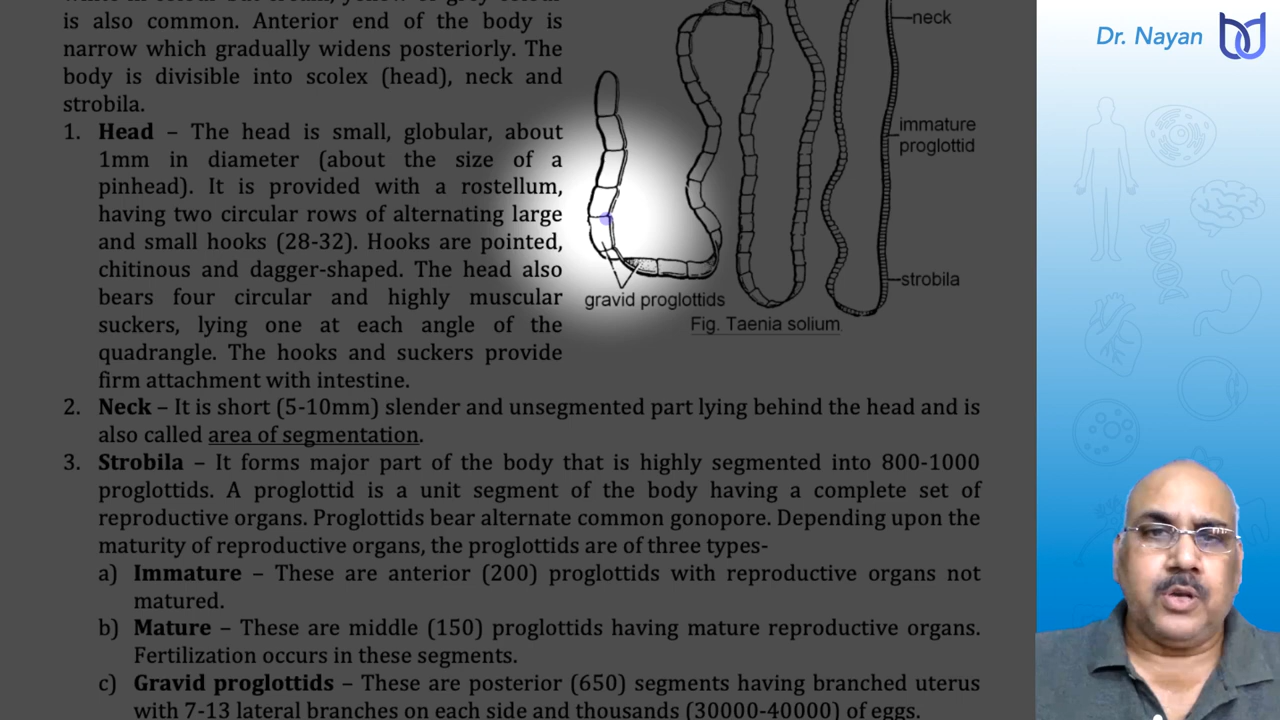 is also common. Anterior end of the body is
narrow which gradually widens posteriorly. The
body is divisible into scolex (head), neck and
strobila.
1. Head – The head is small, globular, about
1mm in diameter (about the size of a
pinhead). It is provided with a rostellum,
having two circular rows of alternating large
and small hooks (28-32). Hooks are pointed,
chitinous and dagger-shaped. The head also
bears four circular and highly muscular
suckers, lying one at each angle of the
quadrangle. The hooks and suckers provide
firm attachment with intestine.
neck
immature
proglottid
strobila
gravid proglottids
Fig. Taenia solium
2. Neck – It is short (5-10mm) slender and unsegmented part lying behind the head and is
also called area of segmentation.
3. Strobila – It forms major part of the body that is highly segmented into 800-1000
proglottids. A proglottid is a unit segment of the body having a complete set of
reproductive organs. Proglottids bear alternate common gonopore. Depending upon the
maturity of reproductive organs, the proglottids are of three types-
a) Immature – These are anterior (200) proglottids with reproductive organs not
matured.
b) Mature – These are middle (150) proglottids having mature reproductive organs.
Fertilization occurs in these segments.
c) Gravid proglottids – These are posterior (650) segments having branched uterus
with 7-13 lateral branches on each side and thousands (30000-40000) of eggs.
Dr. Nayan